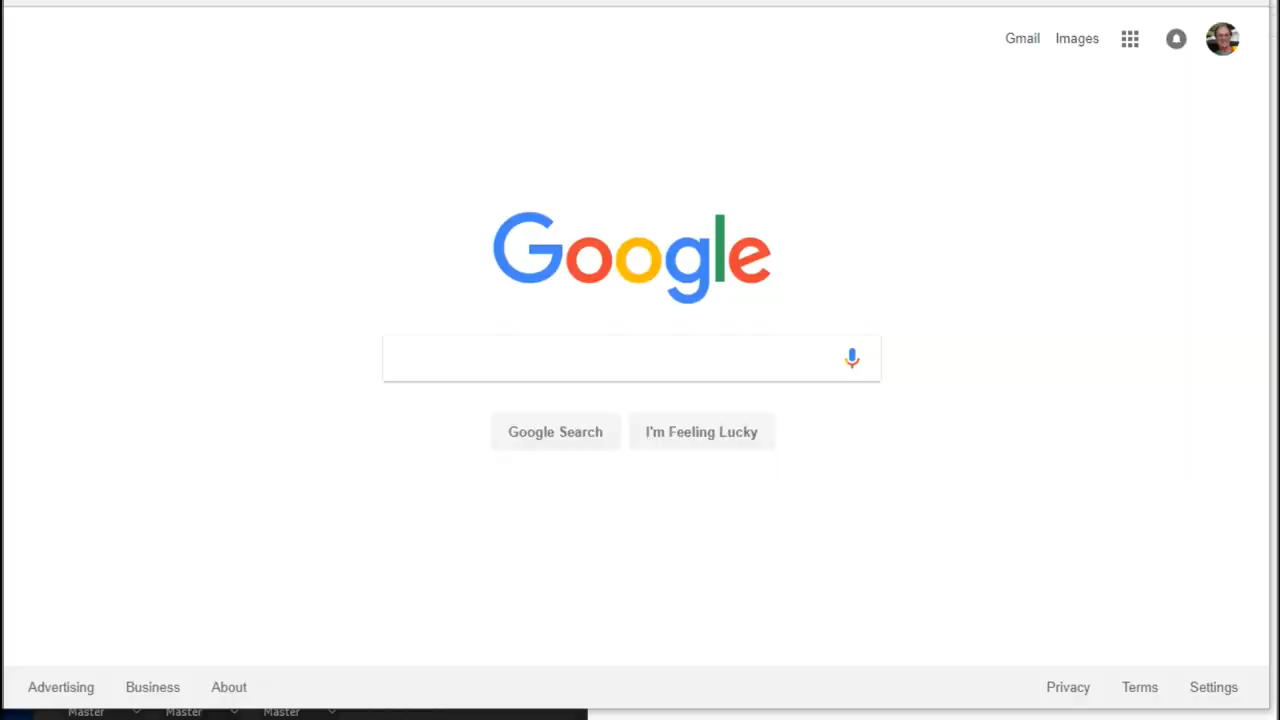 Gmail Images
Google
Google Search I'm Feeling Lucky
Advertising Business About Privacy Terms Settings
Master Master Master